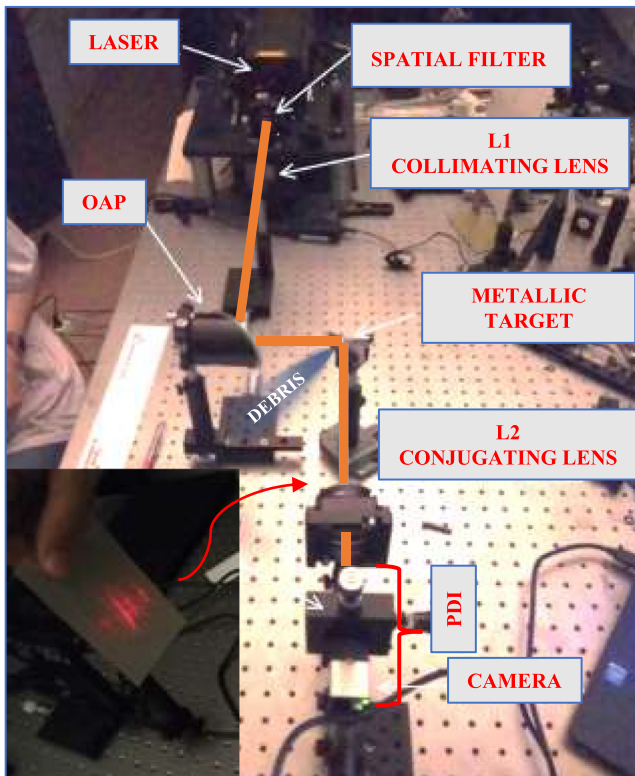 LASER
SPATIAL FILTER
L1
COLLIMATING LENS
OAP
METALLIC
TARGET
DEBRIS
L2
CONJUGATING LENS
PDI
CAMERA